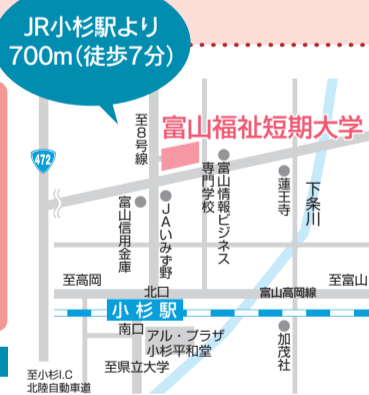 JR小杉駅より
700m(徒歩7分)
至8号線
富山福祉短期大学
472
富山情報ビジネス
専門学校
蓮王寺
下条川
富山信用金庫
JAいみず野
至高岡
北口
富山高岡線
至富山
小杉駅
南口
アル・プラザ
小杉平和堂
加茂社
至県立大学
至小杉I.C
北陸自動車道